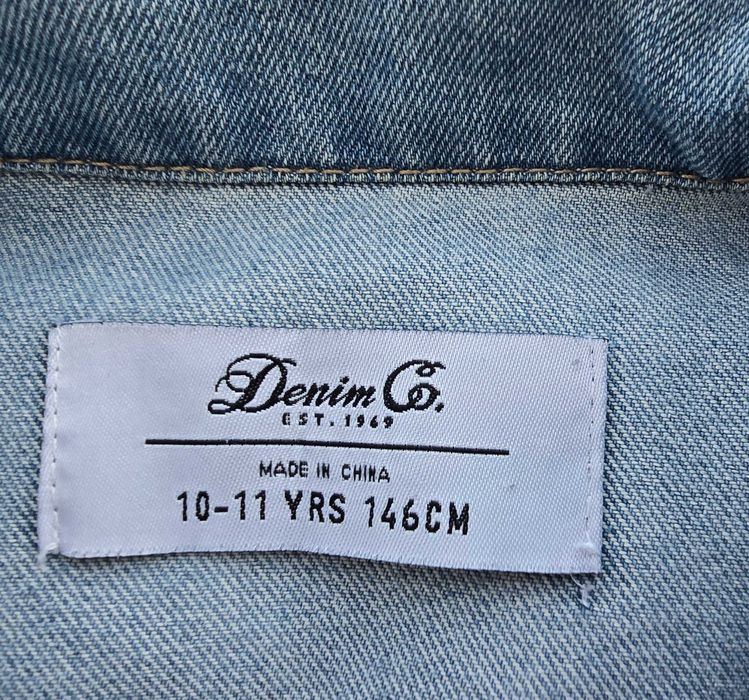 Denim Co.
EST. 1969
MADE IN CHINA
10-11 YRS 146CM